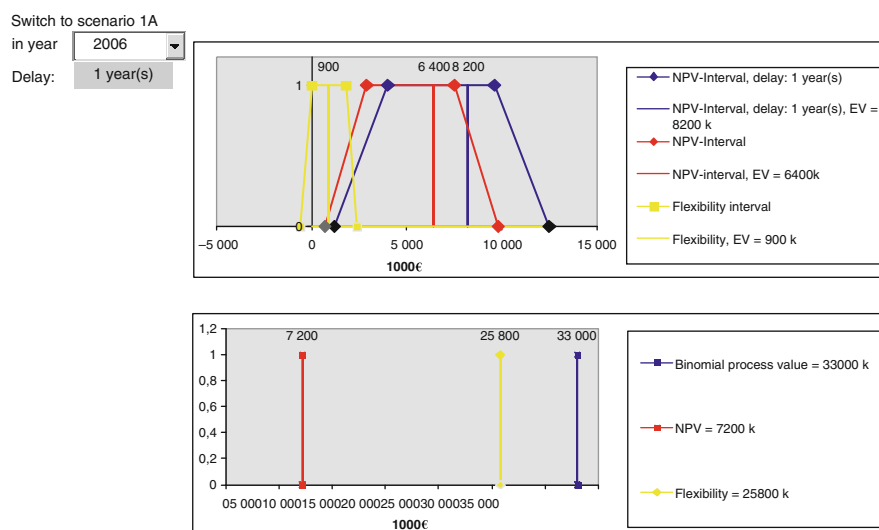 Switch to scenario 1A
in year 2006
Delay: 1 year(s)
900 6 400 8 200
1
0
–5 000 0 5 000 10 000 15 000
1000€
NPV-Interval, delay: 1 year(s)
NPV-Interval, delay: 1 year(s), EV =
8200 k
NPV-Interval
NPV-interval, EV = 6400k
Flexibility interval
Flexibility, EV = 900 k
1,2
7 200 25 800 33 000
1
0,8
0,6
0,4
0,2
0
05 00010 00015 00020 00025 00030 00035 000
1000€
Binomial process value = 33000 k
NPV = 7200 k
Flexibility = 25800 k